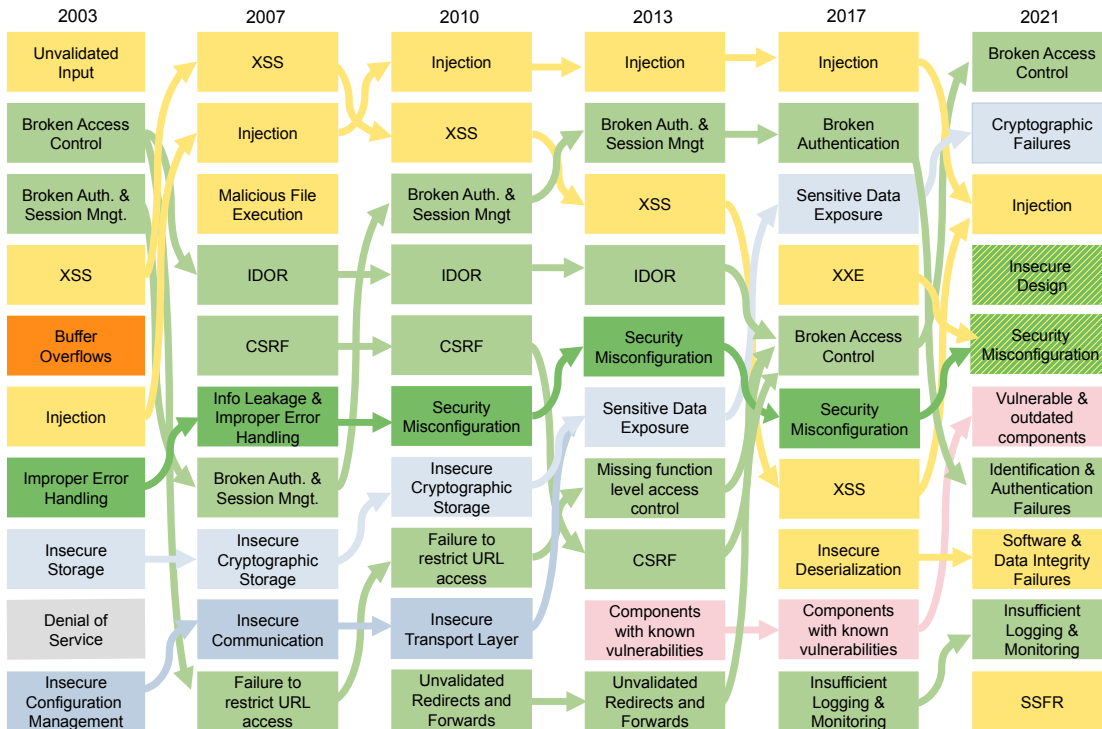 2003
2007
2010
2013
2017
2021
Unvalidated
Input
Broken Access
Control
Broken Auth. &
Session Mngt.
XSS
Buffer
Overflows
Injection
Improper Error
Handling
Insecure
Storage
Denial of
Service
Insecure
Configuration
Management
XSS
Injection
Malicious File
Execution
IDOR
CSRF
Info Leakage &
Improper Error
Handling
Broken Auth. &
Session Mngt.
Insecure
Cryptographic
Storage
Insecure
Communication
Failure to
restrict URL
access
Injection
XSS
Broken Auth. &
Session Mngt
IDOR
CSRF
Security
Misconfiguration
Insecure
Cryptographic
Storage
Failure to
restrict URL
access
Insecure
Transport Layer
Unvalidated
Redirects and
Forwards
Injection
Broken Auth. &
Session Mngt
XSS
IDOR
Security
Misconfiguration
Sensitive Data
Exposure
Missing function
level access
control
CSRF
Components
with known
vulnerabilities
Unvalidated
Redirects and
Forwards
Injection
Broken
Authentication
Sensitive Data
Exposure
XXE
Broken Access
Control
Security
Misconfiguration
XSS
Insecure
Deserialization
Components
with known
vulnerabilities
Insufficient
Logging &
Monitoring
Broken Access
Control
Cryptographic
Failures
Injection
Insecure
Design
Security
Misconfiguration
Vulnerable &
outdated
components
Identification &
Authentication
Failures
Software &
Data Integrity
Failures
Insufficient
Logging &
Monitoring
SSFR